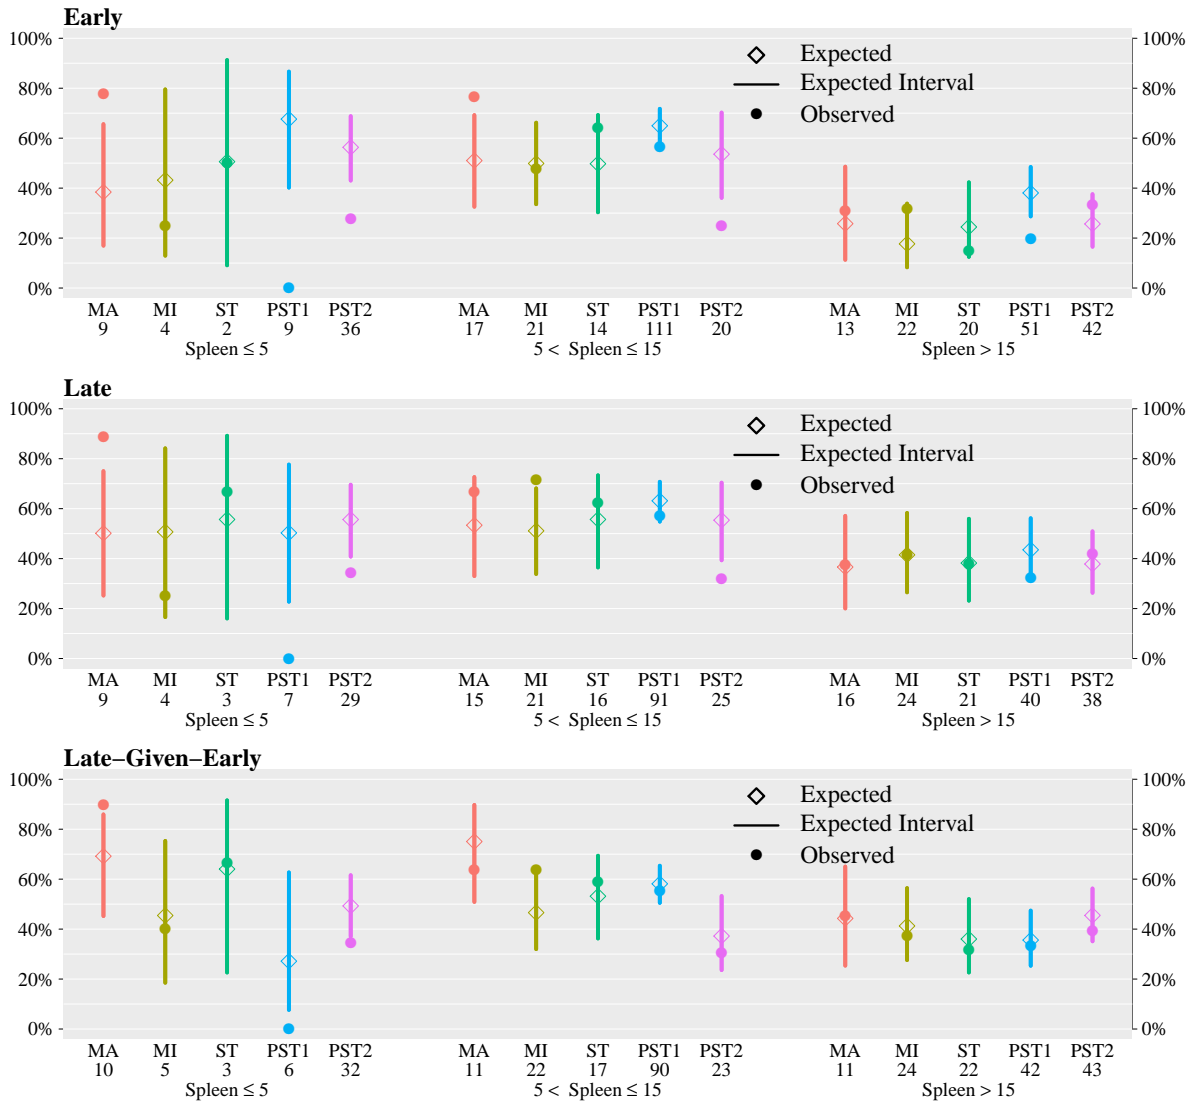 Early
100% 100%
Expected
80% 80%
Expected Interval
Observed
60% 60%
40% 40%
20% 20%
0% 0%
MA MI ST PST1 PST2 MA MI ST PST1 PST2 MA MI ST PST1 PST2
9 4 2 9 36 17 21 14 111 20 13 22 20 51 42
Spleen ≤ 5 5 < Spleen ≤ 15 Spleen > 15
Late
100% 100%
Expected
80% 80%
Expected Interval
Observed
60% 60%
40% 40%
20% 20%
0% 0%
MA MI ST PST1 PST2 MA MI ST PST1 PST2 MA MI ST PST1 PST2
9 4 3 7 29 15 21 16 91 25 16 24 21 40 38
Spleen ≤ 5 5 < Spleen ≤ 15 Spleen > 15
Late−Given−Early
100% 100%
Expected
80% 80%
Expected Interval
Observed
60% 60%
40% 40%
20% 20%
0% 0%
MA MI ST PST1 PST2 MA MI ST PST1 PST2 MA MI ST PST1 PST2
10 5 3 6 32 11 22 17 90 23 11 24 22 42 43
Spleen ≤ 5 5 < Spleen ≤ 15 Spleen > 15